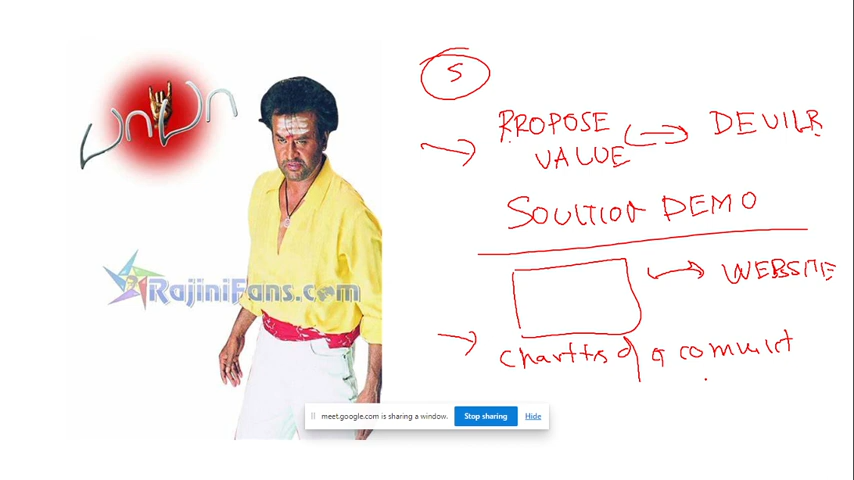 பாபா
RajiniFans.com
5
PROPOSE
VALUE
DEVILR
SOULTION DEMO
WEBSITE
meet.google.com is sharing a window.
Stop sharing
Hide